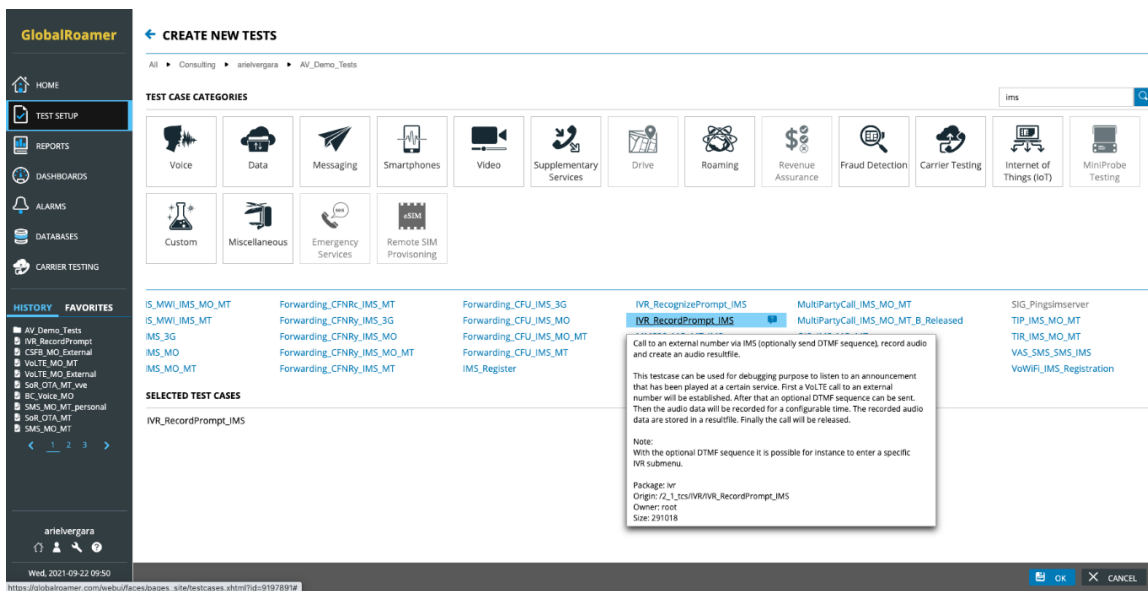 GlobalRoamer
CREATE NEW TESTS
All ▸ Consulting ▸ arielvergara ▸ AV_Demo_Tests
HOME
TEST SETUP
REPORTS
DASHBOARDS
ALARMS
DATABASES
CARRIER TESTING
HISTORY FAVORITES
AV_Demo_Tests
IVR_RecordPrompt
CSFB_MO_External
VoLTE_MO_MT
VoLTE_MO_External
SoR_OTA_MT_vve
BC_Voice_MO
SMS_MO_MT_personal
SoR_OTA_MT
SMS_MO_MT
1 2 3
arielvergara
Wed, 2021-09-22 09:50
https://globalroamer.com/webui/faces/pages_site/testcases.xhtml?id=9197891#
TEST CASE CATEGORIES
ims
Voice
Data
Messaging
Smartphones
Video
Supplementary
Services
Drive
Roaming
Revenue
Assurance
Fraud Detection
Carrier Testing
Internet of
Things (IoT)
MiniProbe
Testing
Custom
Miscellaneous
SOS
Emergency
Services
eSIM
Remote SIM
Provisoning
IS_MWI_IMS_MO_MT
IS_MWI_IMS_MT
IMS_3G
IMS_MO
IMS_MO_MT
Forwarding_CFNRc_IMS_MT
Forwarding_CFNRy_IMS_3G
Forwarding_CFNRy_IMS_MO
Forwarding_CFNRy_IMS_MO_MT
Forwarding_CFNRy_IMS_MT
Forwarding_CFU_IMS_3G
Forwarding_CFU_IMS_MO
Forwarding_CFU_IMS_MO_MT
Forwarding_CFU_IMS_MT
IMS_Register
IVR_RecognizePrompt_IMS
IVR_RecordPrompt_IMS
MultiPartyCall_IMS_MO_MT
MultiPartyCall_IMS_MO_MT_B_Released
SIG_Pingsimserver
TIP_IMS_MO_MT
TIR_IMS_MO_MT
VAS_SMS_SMS_IMS
VoWiFi_IMS_Registration
Call to an external number via IMS (optionally send DTMF sequence), record audio
and create an audio resultfile.
This testcase can be used for debugging purpose to listen to an announcement
that has been played at a certain service. First a VoLTE call to an external
number will be established. After that an optional DTMF sequence can be sent.
Then the audio data will be recorded for a configurable time. The recorded audio
data are stored in a resultfile. Finally the call will be released.
Note:
With the optional DTMF sequence it is possible for instance to enter a specific
IVR submenu.
Package: ivr
Origin: /2_1_tcs/IVR/IVR_RecordPrompt_IMS
Owner: root
Size: 291018
SELECTED TEST CASES
IVR_RecordPrompt_IMS
OK
CANCEL